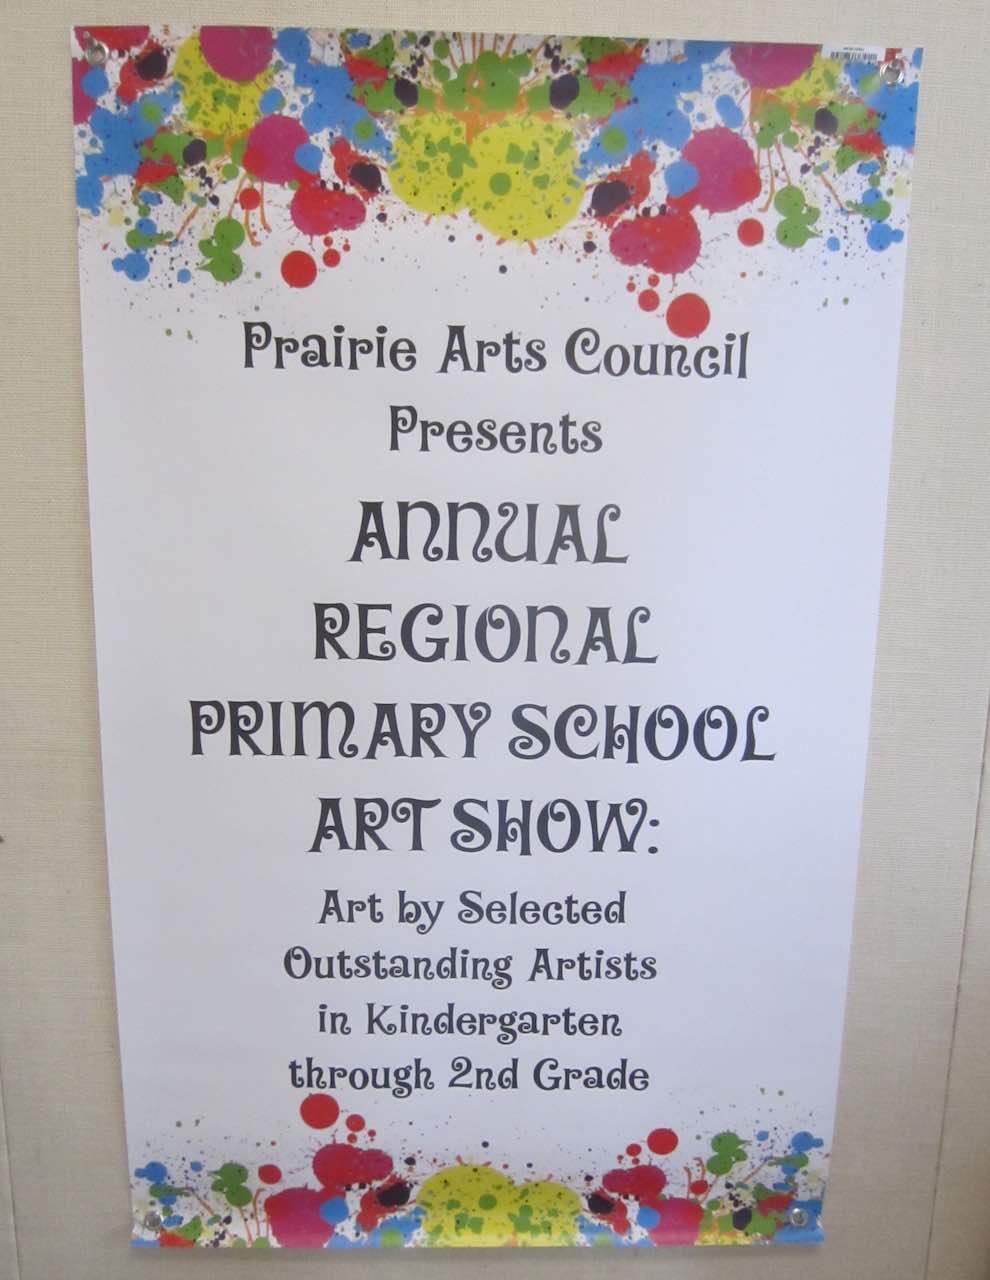 Prairie Arts Council
Presents
ANNUAL
REGIONAL
PRIMARY SCHOOL
ART SHOW:
Art by Selected
Outstanding Artists
in Kindergarten
through 2nd Grade